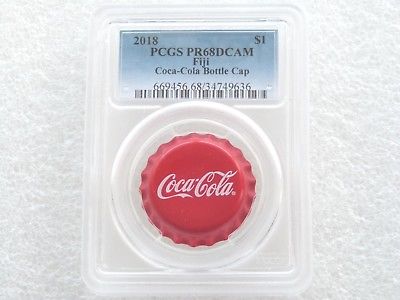 2018 $1
PCGS PR68DCAM
Fiji
Coca-Cola Bottle Cap
669456.68/34749636
Coca-Cola